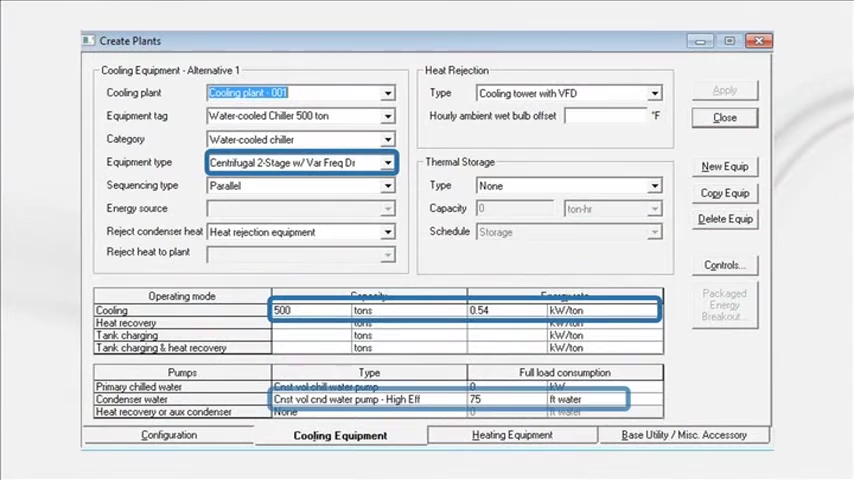 Create Plants
Cooling Equipment - Alternative 1
Cooling plant Cooling plant - 001
Equipment tag Water-cooled Chiller 500 ton
Category Water-cooled chiller
Equipment type Centrifugal 2-Stage w/ Var Freq Dr
Sequencing type Parallel
Energy source
Reject condenser heat Heat rejection equipment
Reject heat to plant
Heat Rejection
Type Cooling tower with VFD
Hourly ambient wet bulb offset °F
Thermal Storage
Type None
Capacity 0 ton-hr
Schedule Storage
Apply
Close
New Equip
Copy Equip
Delete Equip
Controls...
Packaged
Energy
Breakout...
Operating mode Capacity Energy rate
Cooling 500 tons 0.54 kW/ton
Heat recovery tons kW/ton
Tank charging tons kW/ton
Tank charging & heat recovery tons kW/ton
Pumps Type Full load consumption
Primary chilled water Cnst vol chill water pump 0 kW
Condenser water Cnst vol cnd water pump - High Eff 75 ft water
Heat recovery or aux condenser None 0 ft water
Configuration Cooling Equipment Heating Equipment Base Utility / Misc. Accessory